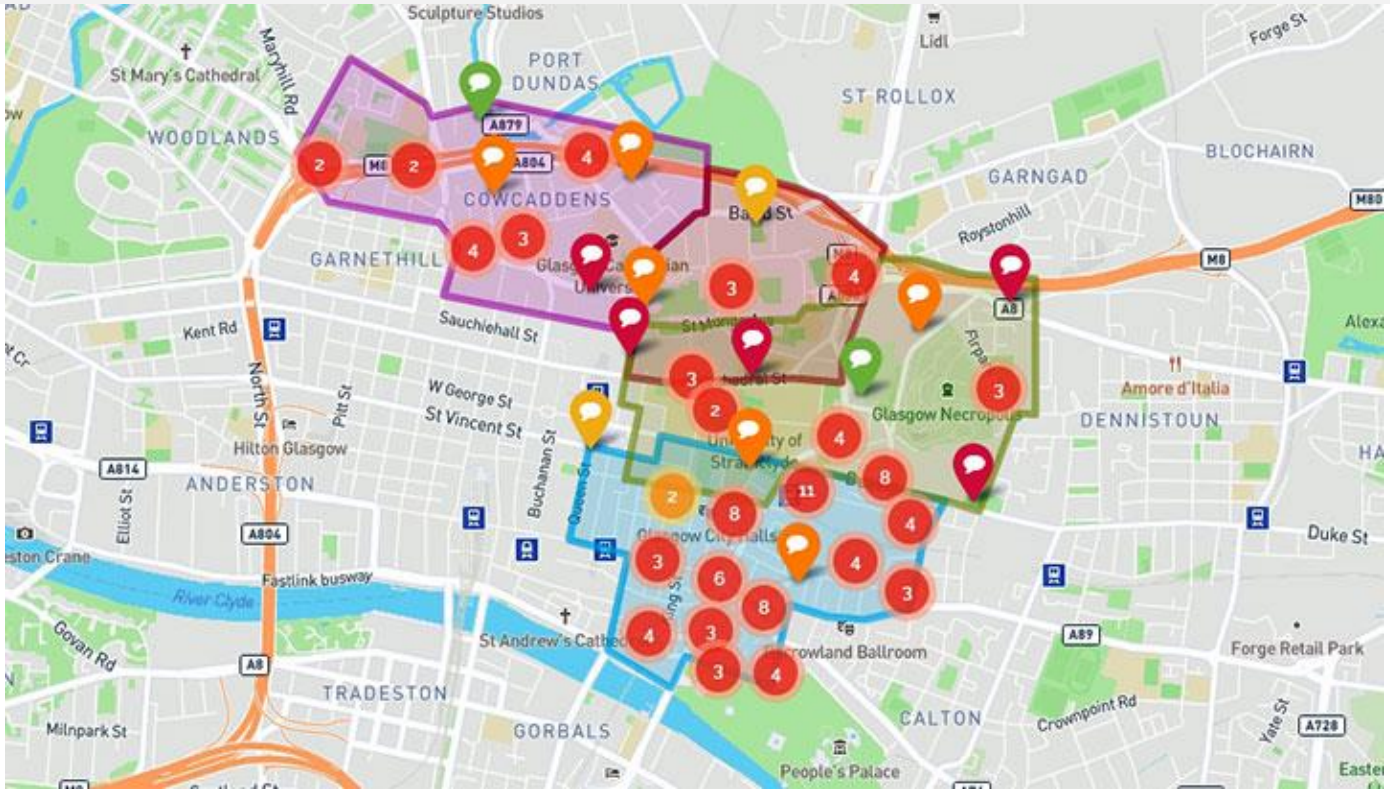 Sculpture Studios
Forge St
Lidl
St Mary's Cathedral
Maryhill Rd
PORT
DUNDAS
ST ROLLOX
A879
WOODLANDS
BLOCHAIRN
2
2
4
A804
GARNGAD
COWCADDENS
M80
Roystonhill
GARNETHILL
4
3
M8
3
4
A8
Kent Rd
Sauchiehall St
North St
Pitt St
W George St
St Vincent St
3
2
3
Amore d'Italia
Glasgow Necropolis
DENNISTOUN
Hilton Glasgow
University of
Strathclyde
4
A814
ANDERSTON
Elliot St
Buchanan St
Queen St
2
8
11
8
4
A804
Glasgow City Halls
Duke St
Fastlink busway
River Clyde
3
6
8
4
3
St Andrew's
4
3
3
4
Barrowland Ballroom
A89
Forge Retail Park
Govan Rd
A8
TRADESTON
GORBALS
CALTON
Crownpoint Rd
Yate St
A728
Milnpark St
People's Palace